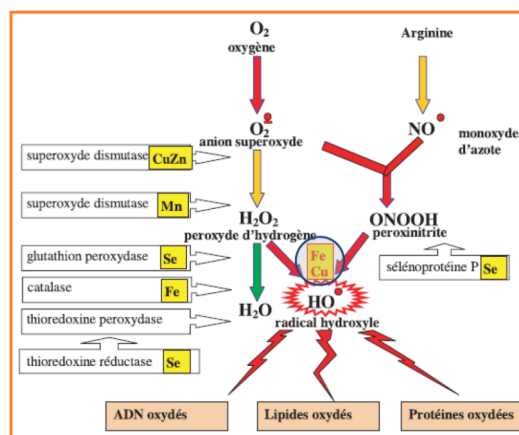 O₂
oxygène
Arginine
O₂•
anion superoxyde
NO•
monoxyde
d'azote
superoxyde dismutase CuZn
superoxyde dismutase Mn
H₂O₂
peroxyde d'hydrogène
ONOOH
peroxinitrite
glutathion peroxydase Se
Fe
Cu
sélénoprotéine P Se
catalase Fe
HO•
H₂O
radical hydroxyle
thioredoxine peroxydase
thioredoxine réductase Se
ADN oxydés
Lipides oxydés
Protéines oxydées